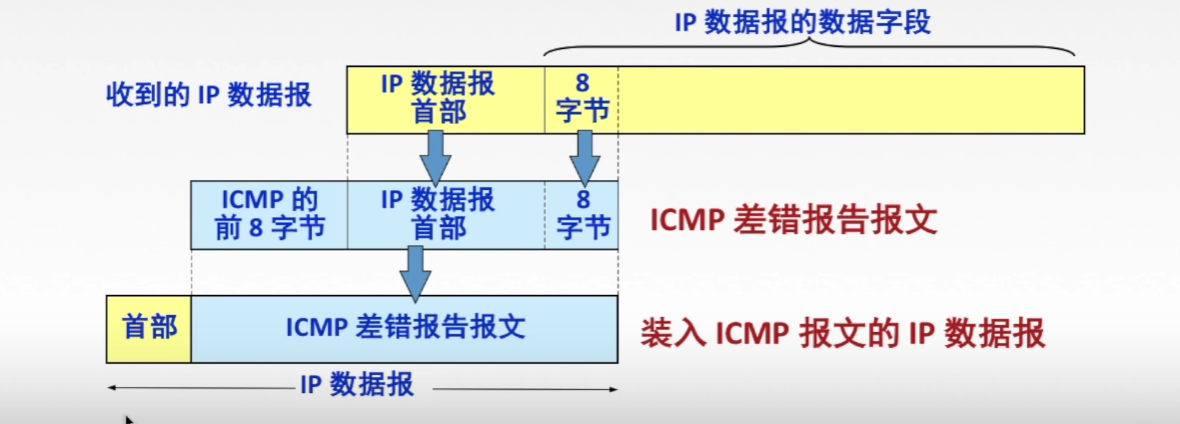 IP 数据报的数据字段
收到的 IP 数据报
IP 数据报
首部
8
字节
ICMP 的
前 8 字节
IP 数据报
首部
8
字节
ICMP 差错报告报文
首部
ICMP 差错报告报文
装入 ICMP 报文的 IP 数据报
IP 数据报